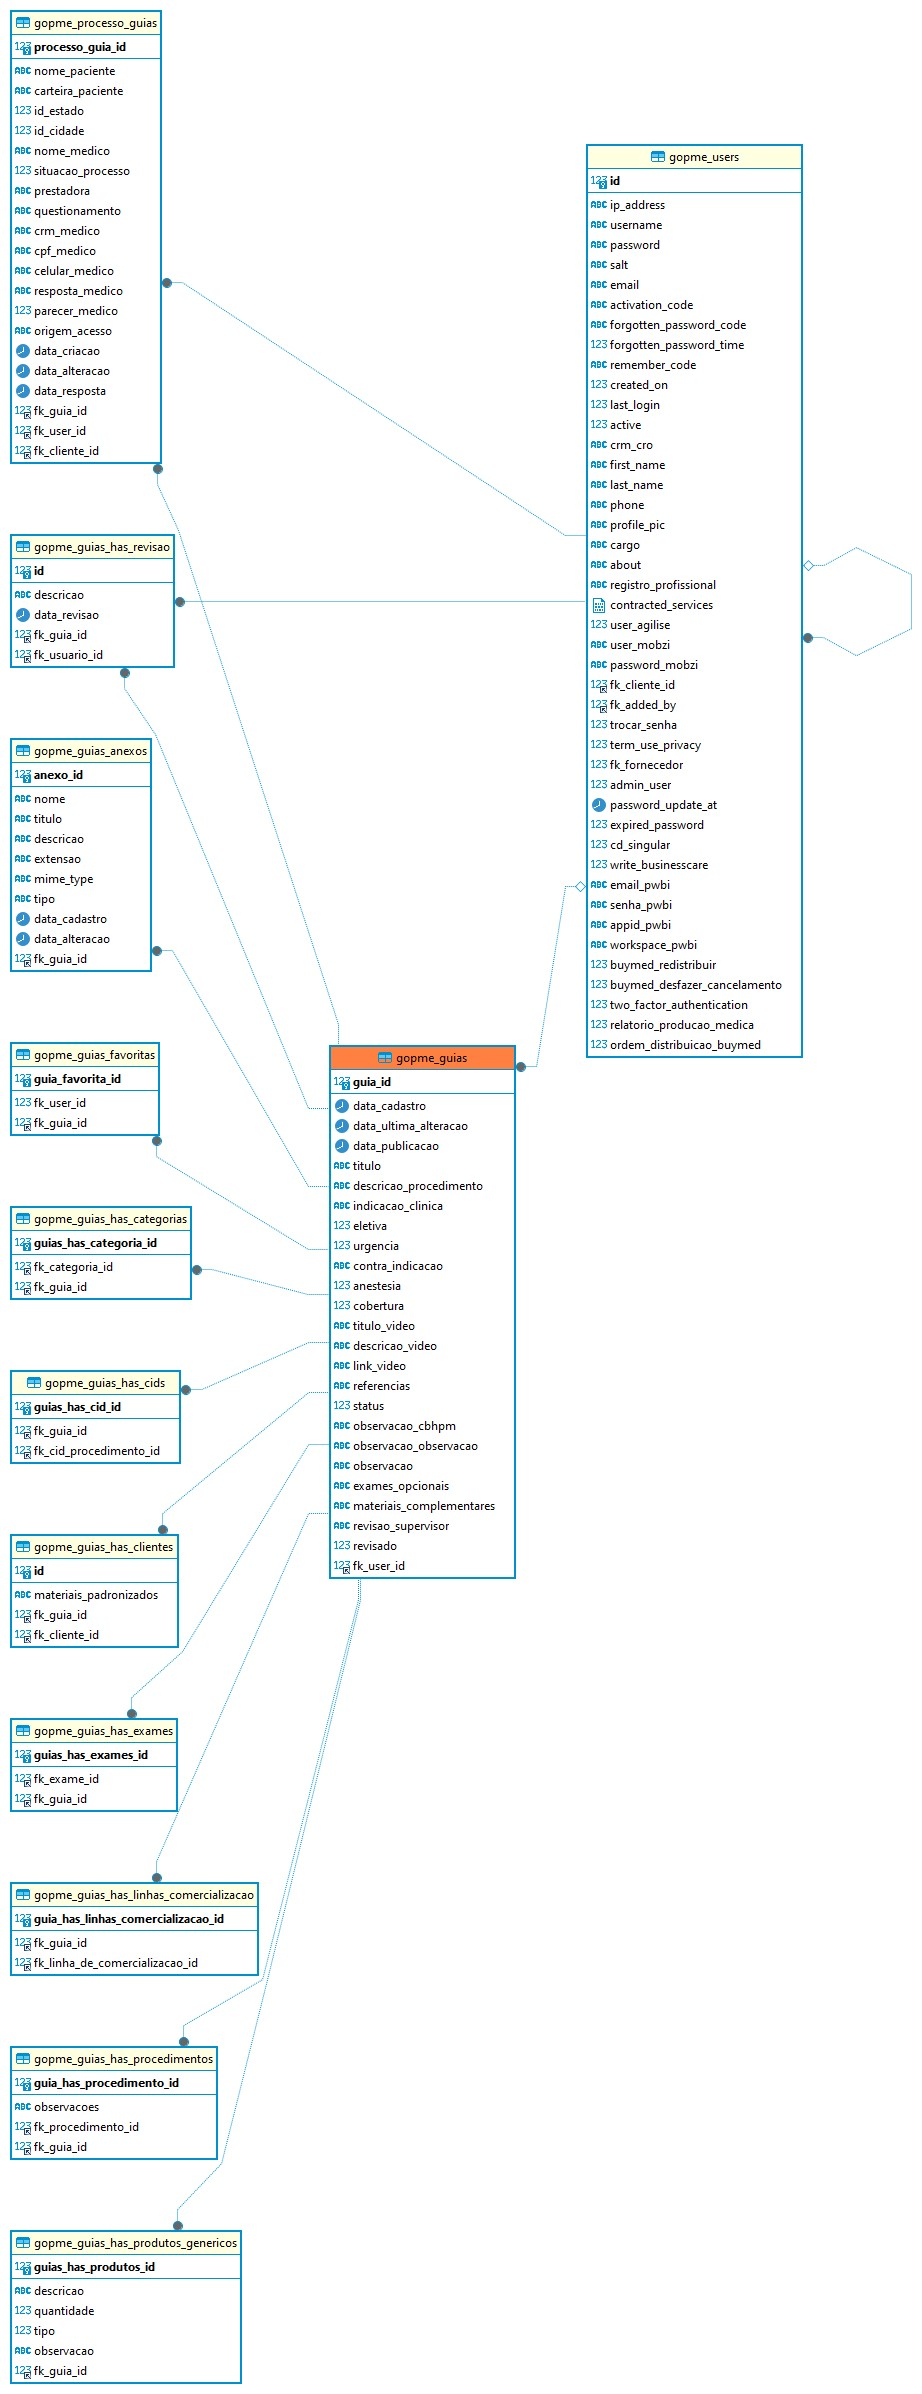 gopme_processo_guias
processo_guia_id
nome_paciente
carteira_paciente
id_estado
id_cidade
nome_medico
situacao_processo
prestadora
questionamento
crm_medico
cpf_medico
celular_medico
resposta_medico
parecer_medico
origem_acesso
data_criacao
data_alteracao
data_resposta
fk_guia_id
fk_user_id
fk_cliente_id
gopme_guias_has_revisao
id
descricao
data_revisao
fk_guia_id
fk_usuario_id
gopme_guias_anexos
anexo_id
nome
titulo
descricao
extensao
mime_type
tipo
data_cadastro
data_alteracao
fk_guia_id
gopme_guias_favoritas
guia_favorita_id
fk_user_id
fk_guia_id
gopme_guias_has_categorias
guias_has_categoria_id
fk_categoria_id
fk_guia_id
gopme_guias_has_cids
guias_has_cid_id
fk_guia_id
fk_cid_procedimento_id
gopme_guias_has_clientes
id
materiais_padronizados
fk_guia_id
fk_cliente_id
gopme_guias_has_exames
guias_has_exames_id
fk_exame_id
fk_guia_id
gopme_guias_has_linhas_comercializacao
guia_has_linhas_comercializacao_id
fk_guia_id
fk_linha_de_comercializacao_id
gopme_guias_has_procedimentos
guia_has_procedimento_id
observacoes
fk_procedimento_id
fk_guia_id
gopme_guias_has_produtos_genericos
guias_has_produtos_id
descricao
quantidade
tipo
observacao
fk_guia_id
gopme_guias
guia_id
data_cadastro
data_ultima_alteracao
data_publicacao
titulo
descricao_procedimento
indicacao_clinica
eletiva
urgencia
contra_indicacao
anestesia
cobertura
titulo_video
descricao_video
link_video
referencias
status
observacao_cbhpm
observacao_observacao
observacao
exames_opcionais
materiais_complementares
revisao_supervisor
revisado
fk_user_id
gopme_users
id
ip_address
username
password
salt
email
activation_code
forgotten_password_code
forgotten_password_time
remember_code
created_on
last_login
active
crm_cro
first_name
last_name
phone
profile_pic
cargo
about
registro_profissional
contracted_services
user_agilise
user_mobzi
password_mobzi
fk_cliente_id
fk_added_by
trocar_senha
term_use_privacy
fk_fornecedor
admin_user
password_update_at
expired_password
cd_singular
write_businesscare
email_pwbi
senha_pwbi
appid_pwbi
workspace_pwbi
buymed_redistribuir
buymed_desfazer_cancelamento
two_factor_authentication
relatorio_producao_medica
ordem_distribuicao_buymed